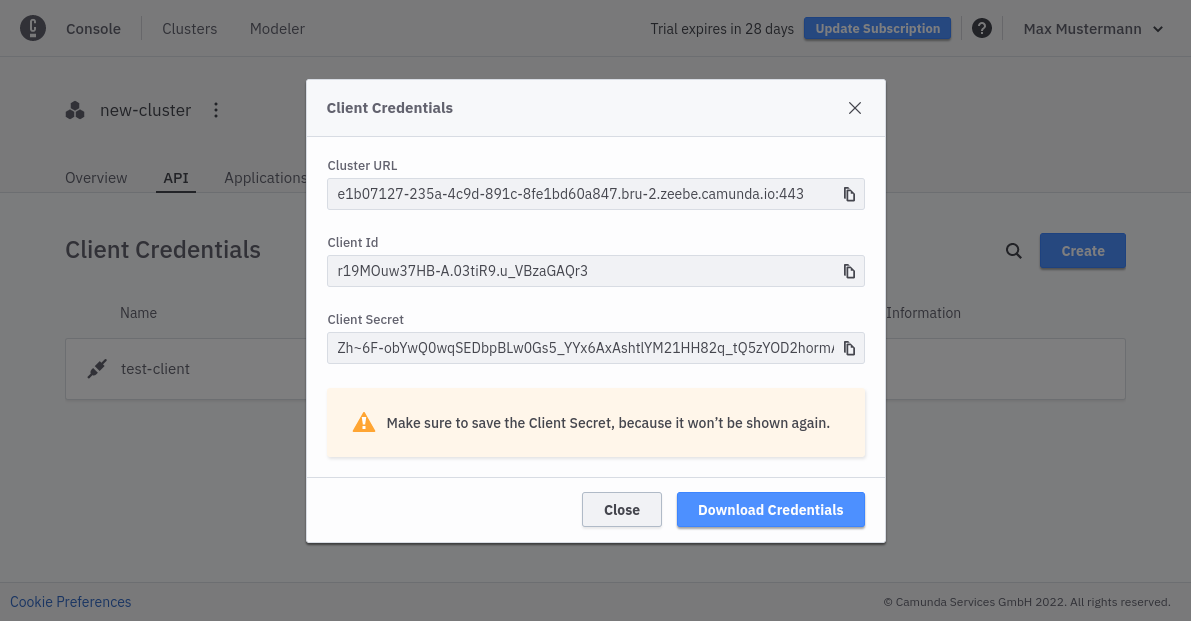 Console Clusters Modeler Trial expires in 28 days Update Subscription ? Max Mustermann
new-cluster
Overview API Applications
Client Credentials
Create
Name Information
test-client
Client Credentials
Cluster URL
e1b07127-235a-4c9d-891c-8fe1bd60a847.bru-2.zeebe.camunda.io:443
Client Id
r19MOuw37HB-A.03tiR9.u_VBzaGAQr3
Client Secret
Zh~6F-obYwQ0wqSEDbpBLw0Gs5_YYx6AxAshtlYM21HH82q_tQ5zYOD2horm
Make sure to save the Client Secret, because it won’t be shown again.
Close Download Credentials
Cookie Preferences © Camunda Services GmbH 2022. All rights reserved.